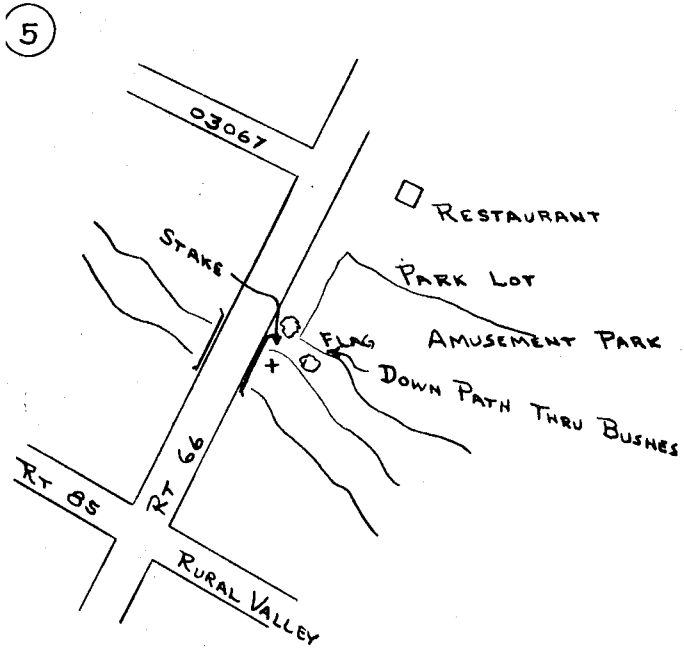 5
03067
RESTAURANT
STAKE
PARK LOT
FLAG
AMUSEMENT PARK
DOWN PATH THRU BUSHES
RT 66
RT 85
RURAL VALLEY